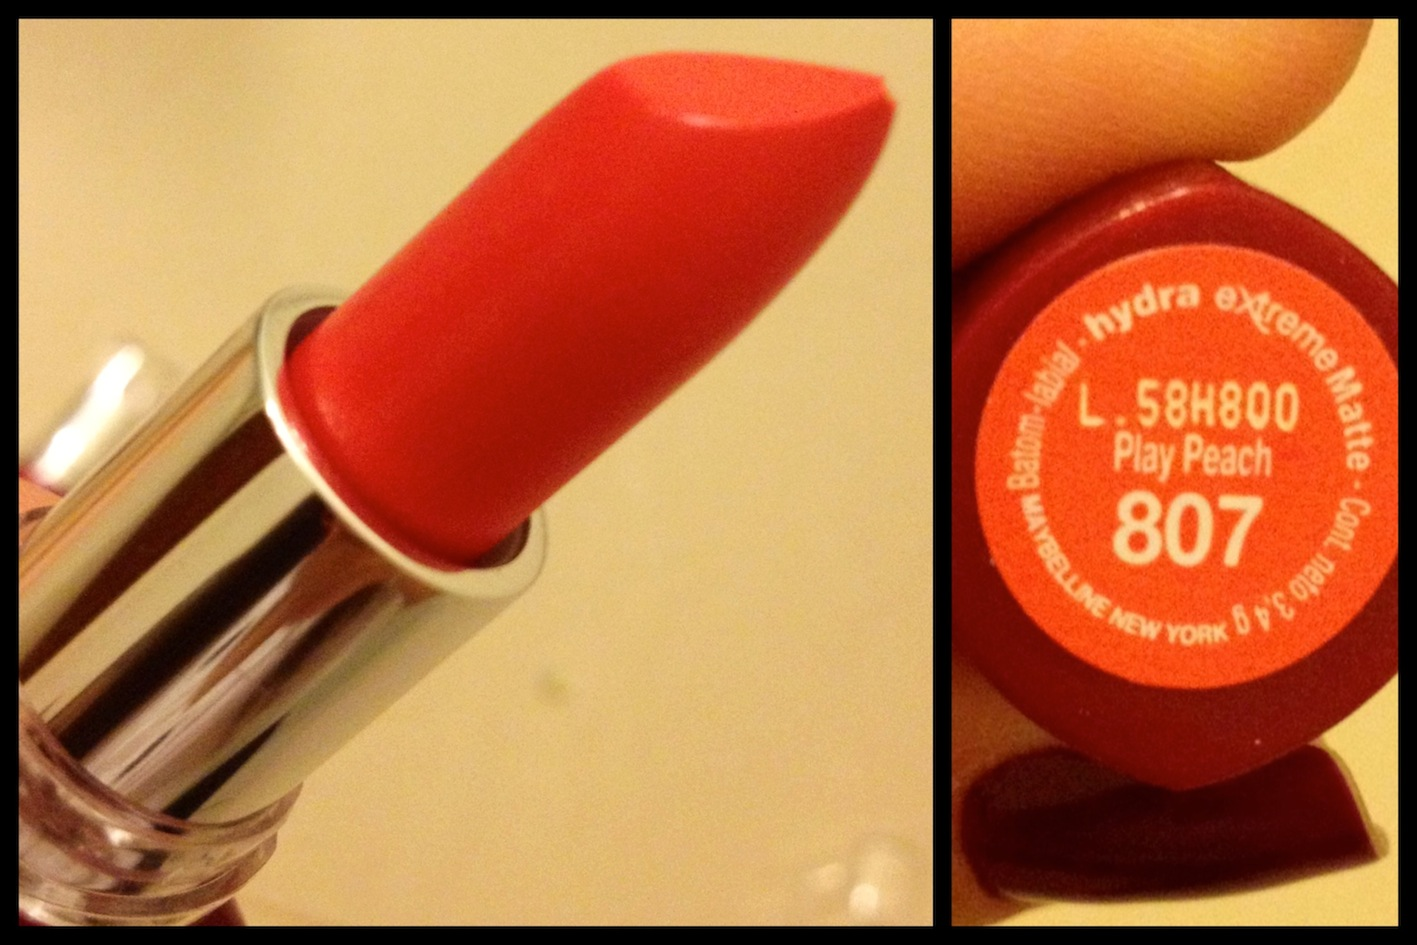 Batom-labial - hydra extreme Matte - Cont. neto 3,4 g
L.58H800
Play Peach
807
MAYBELLINE NEW YORK